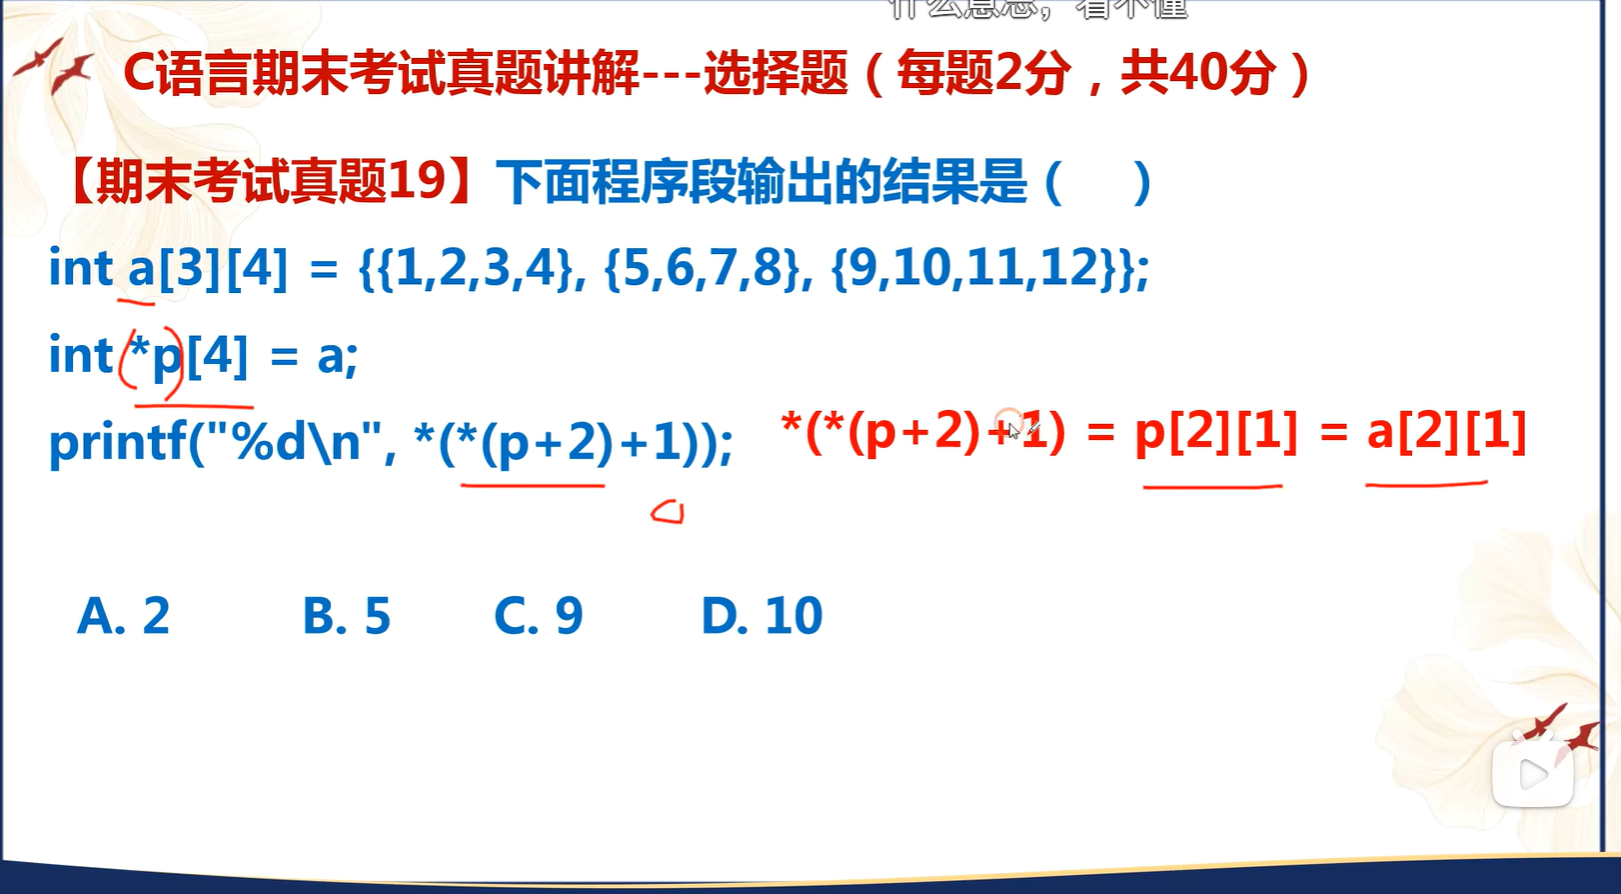 什么意思，看不懂
C语言期末考试真题讲解---选择题（每题2分，共40分）
【期末考试真题19】下面程序段输出的结果是（ ）
int a[3][4] = {{1,2,3,4}, {5,6,7,8}, {9,10,11,12}};
int (*p)[4] = a;
printf("%d\n", *(*(p+2)+1)); *(*(p+2)+1) = p[2][1] = a[2][1]
A. 2 B. 5 C. 9 D. 10